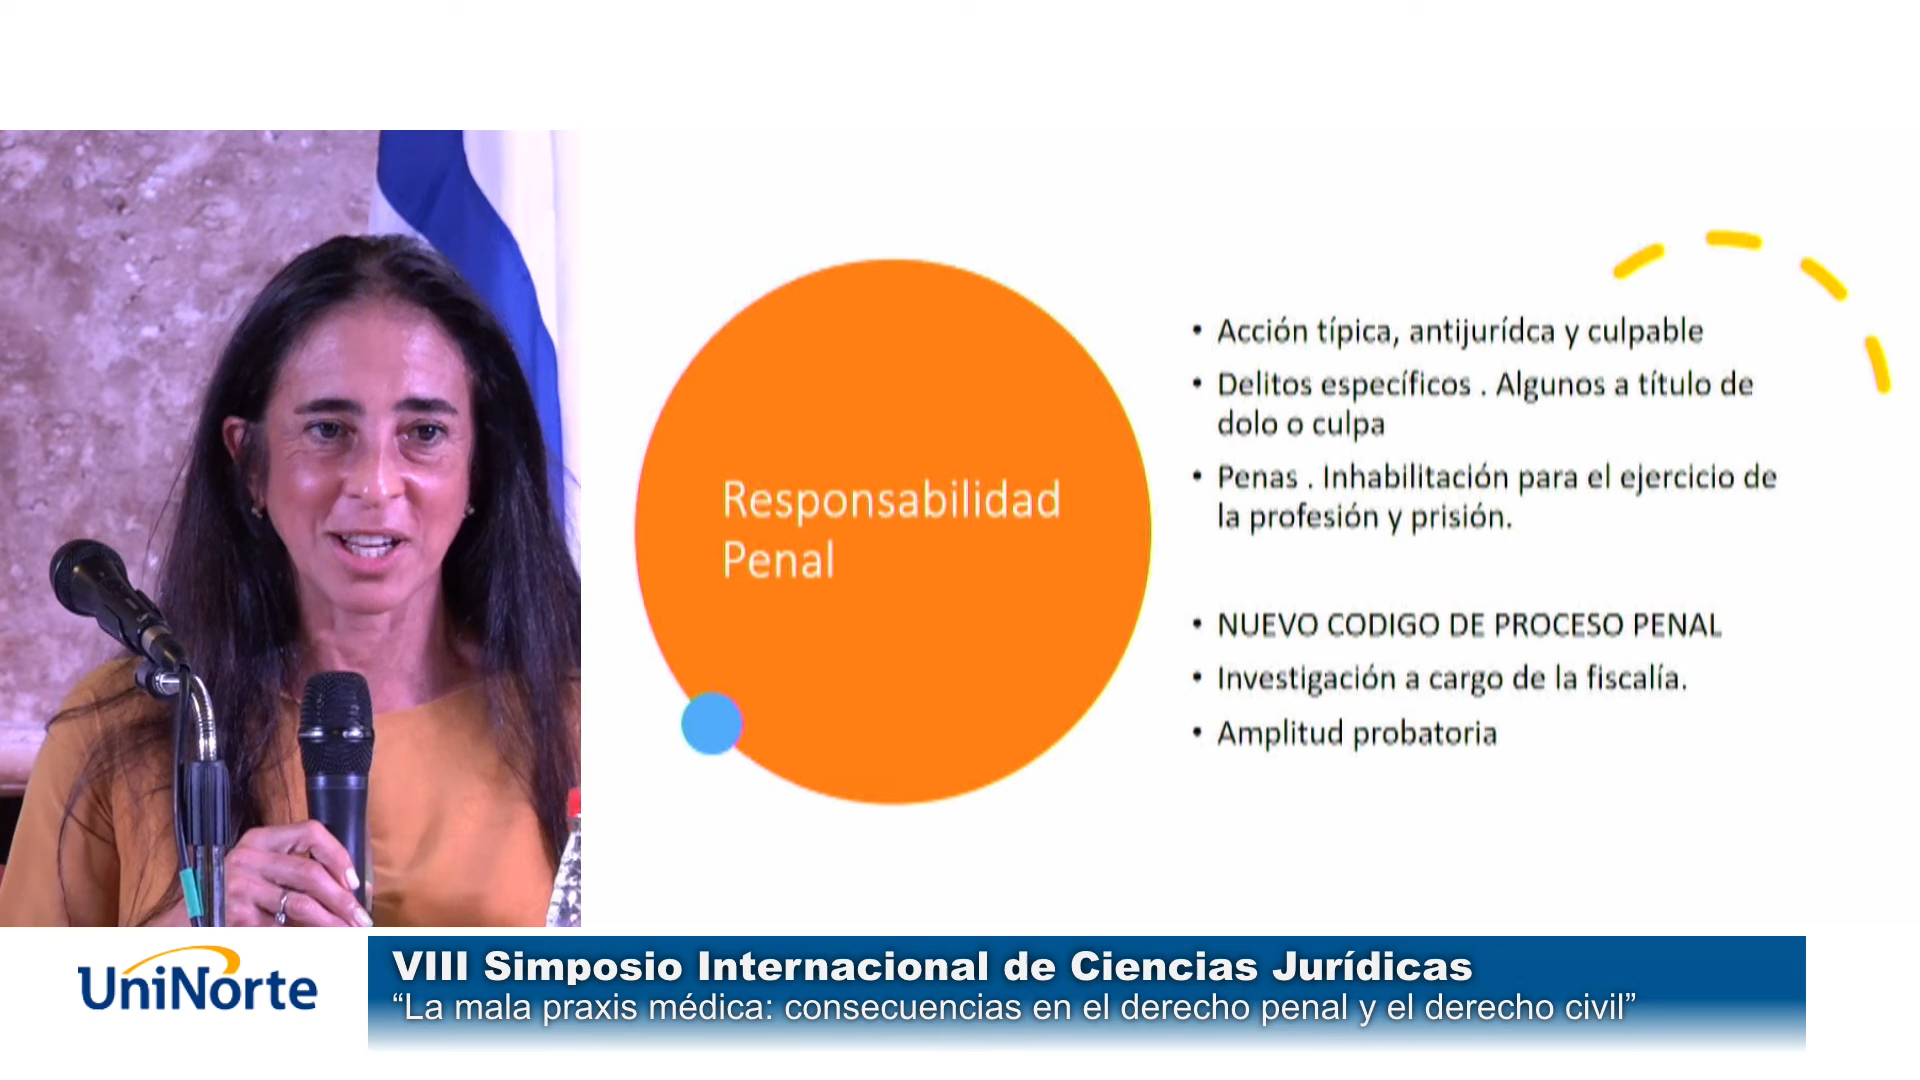 Responsabilidad
Penal
• Acción típica, antijurídca y culpable
• Delitos específicos . Algunos a título de
dolo o culpa
• Penas . Inhabilitación para el ejercicio de
la profesión y prisión.
• NUEVO CODIGO DE PROCESO PENAL
• Investigación a cargo de la fiscalía.
• Amplitud probatoria
UniNorte
VIII Simposio Internacional de Ciencias Jurídicas
“La mala praxis médica: consecuencias en el derecho penal y el derecho civil”